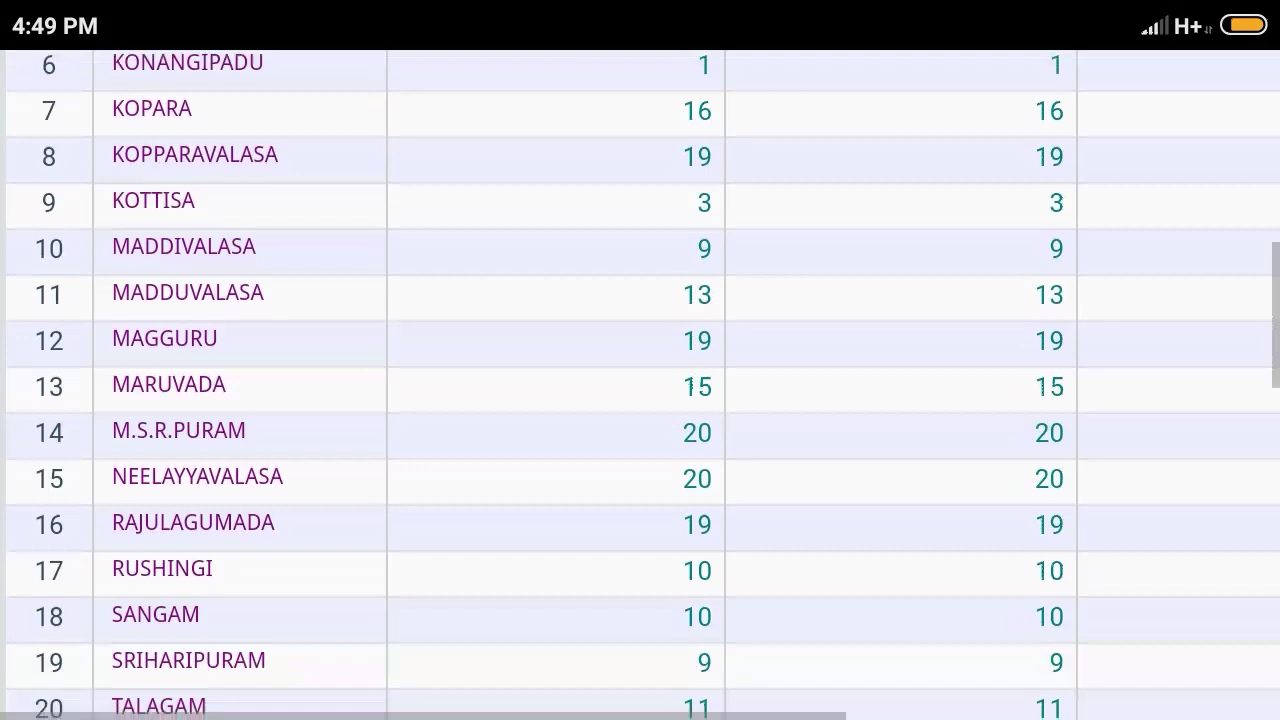 4:49 PM H+
6 KONANGIPADU 1 1
7 KOPARA 16 16
8 KOPPARAVALASA 19 19
9 KOTTISA 3 3
10 MADDIVALASA 9 9
11 MADDUVALASA 13 13
12 MAGGURU 19 19
13 MARUVADA 15 15
14 M.S.R.PURAM 20 20
15 NEELAYYAVALASA 20 20
16 RAJULAGUMADA 19 19
17 RUSHINGI 10 10
18 SANGAM 10 10
19 SRIHARIPURAM 9 9
20 TALAGAM 11 11